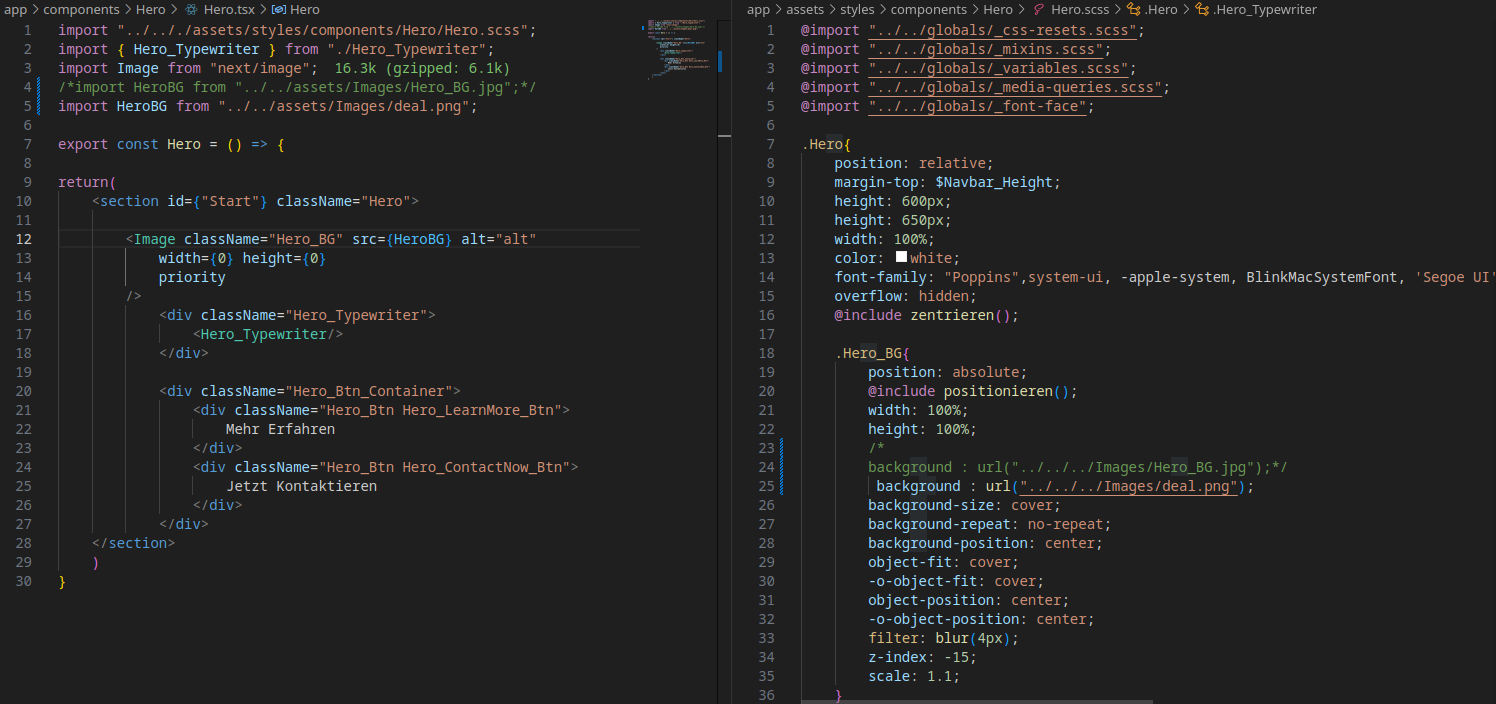 app > components > Hero > Hero.tsx > Hero
1 import "../../../assets/styles/components/Hero/Hero.scss";
2 import { Hero_Typewriter } from "./Hero_Typewriter";
3 import Image from "next/image"; 16.3k (gzipped: 6.1k)
4 /*import HeroBG from "../../assets/Images/Hero_BG.jpg";*/
5 import HeroBG from "../../assets/Images/deal.png";
6
7 export const Hero = () => {
8
9 return(
10 <section id={"Start"} className="Hero">
11
12 <Image className="Hero_BG" src={HeroBG} alt="alt"
13 width={0} height={0}
14 priority
15 />
16 <div className="Hero_Typewriter">
17 <Hero_Typewriter/>
18 </div>
19
20 <div className="Hero_Btn_Container">
21 <div className="Hero_Btn Hero_LearnMore_Btn">
22 Mehr Erfahren
23 </div>
24 <div className="Hero_Btn Hero_ContactNow_Btn">
25 Jetzt Kontaktieren
26 </div>
27 </div>
28 </section>
29 )
30 }
app > assets > styles > components > Hero > Hero.scss > .Hero > .Hero_Typewriter
1 @import "../../globals/_css-resets.scss";
2 @import "../../globals/_mixins.scss";
3 @import "../../globals/_variables.scss";
4 @import "../../globals/_media-queries.scss";
5 @import "../../globals/_font-face";
6
7 .Hero{
8 position: relative;
9 margin-top: $Navbar_Height;
10 height: 600px;
11 height: 650px;
12 width: 100%;
13 color: white;
14 font-family: "Poppins",system-ui, -apple-system, BlinkMacSystemFont, 'Segoe UI'
15 overflow: hidden;
16 @include zentrieren();
17
18 .Hero_BG{
19 position: absolute;
20 @include positionieren();
21 width: 100%;
22 height: 100%;
23 /*
24 background : url("../../../Images/Hero_BG.jpg");*/
25 background : url("../../../Images/deal.png");
26 background-size: cover;
27 background-repeat: no-repeat;
28 background-position: center;
29 object-fit: cover;
30 -o-object-fit: cover;
31 object-position: center;
32 -o-object-position: center;
33 filter: blur(4px);
34 z-index: -15;
35 scale: 1.1;
36 }